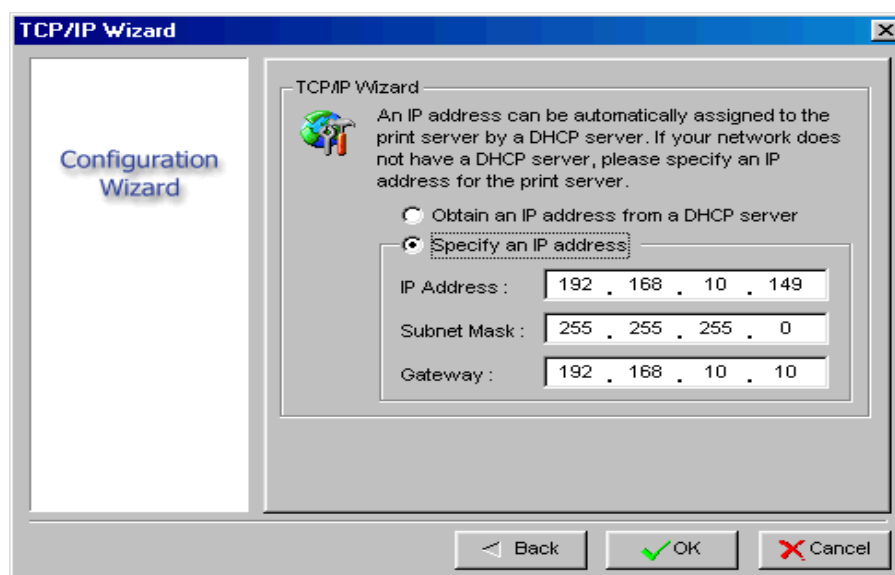 TCP/IP Wizard
Configuration
Wizard
TCP/IP Wizard
An IP address can be automatically assigned to the
print server by a DHCP server. If your network does
not have a DHCP server, please specify an IP
address for the print server.
Obtain an IP address from a DHCP server
Specify an IP address
IP Address : 192 . 168 . 10 . 149
Subnet Mask : 255 . 255 . 255 . 0
Gateway : 192 . 168 . 10 . 10
< Back OK Cancel